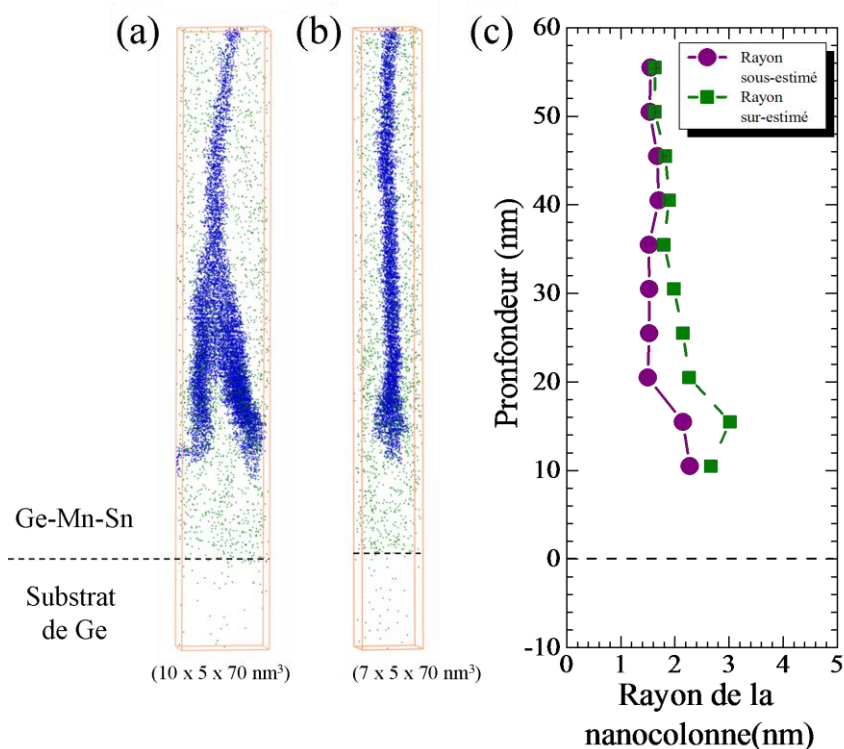 (a)
(b)
(c)
Ge-Mn-Sn
Substrat
de Ge
(10 x 5 x 70 nm³)
(7 x 5 x 70 nm³)
Rayon
sous-estimé
Rayon
sur-estimé
Pronfondeur (nm)
60
50
40
30
20
10
0
-10
0 1 2 3 4 5
Rayon de la
nanocolonne(nm)